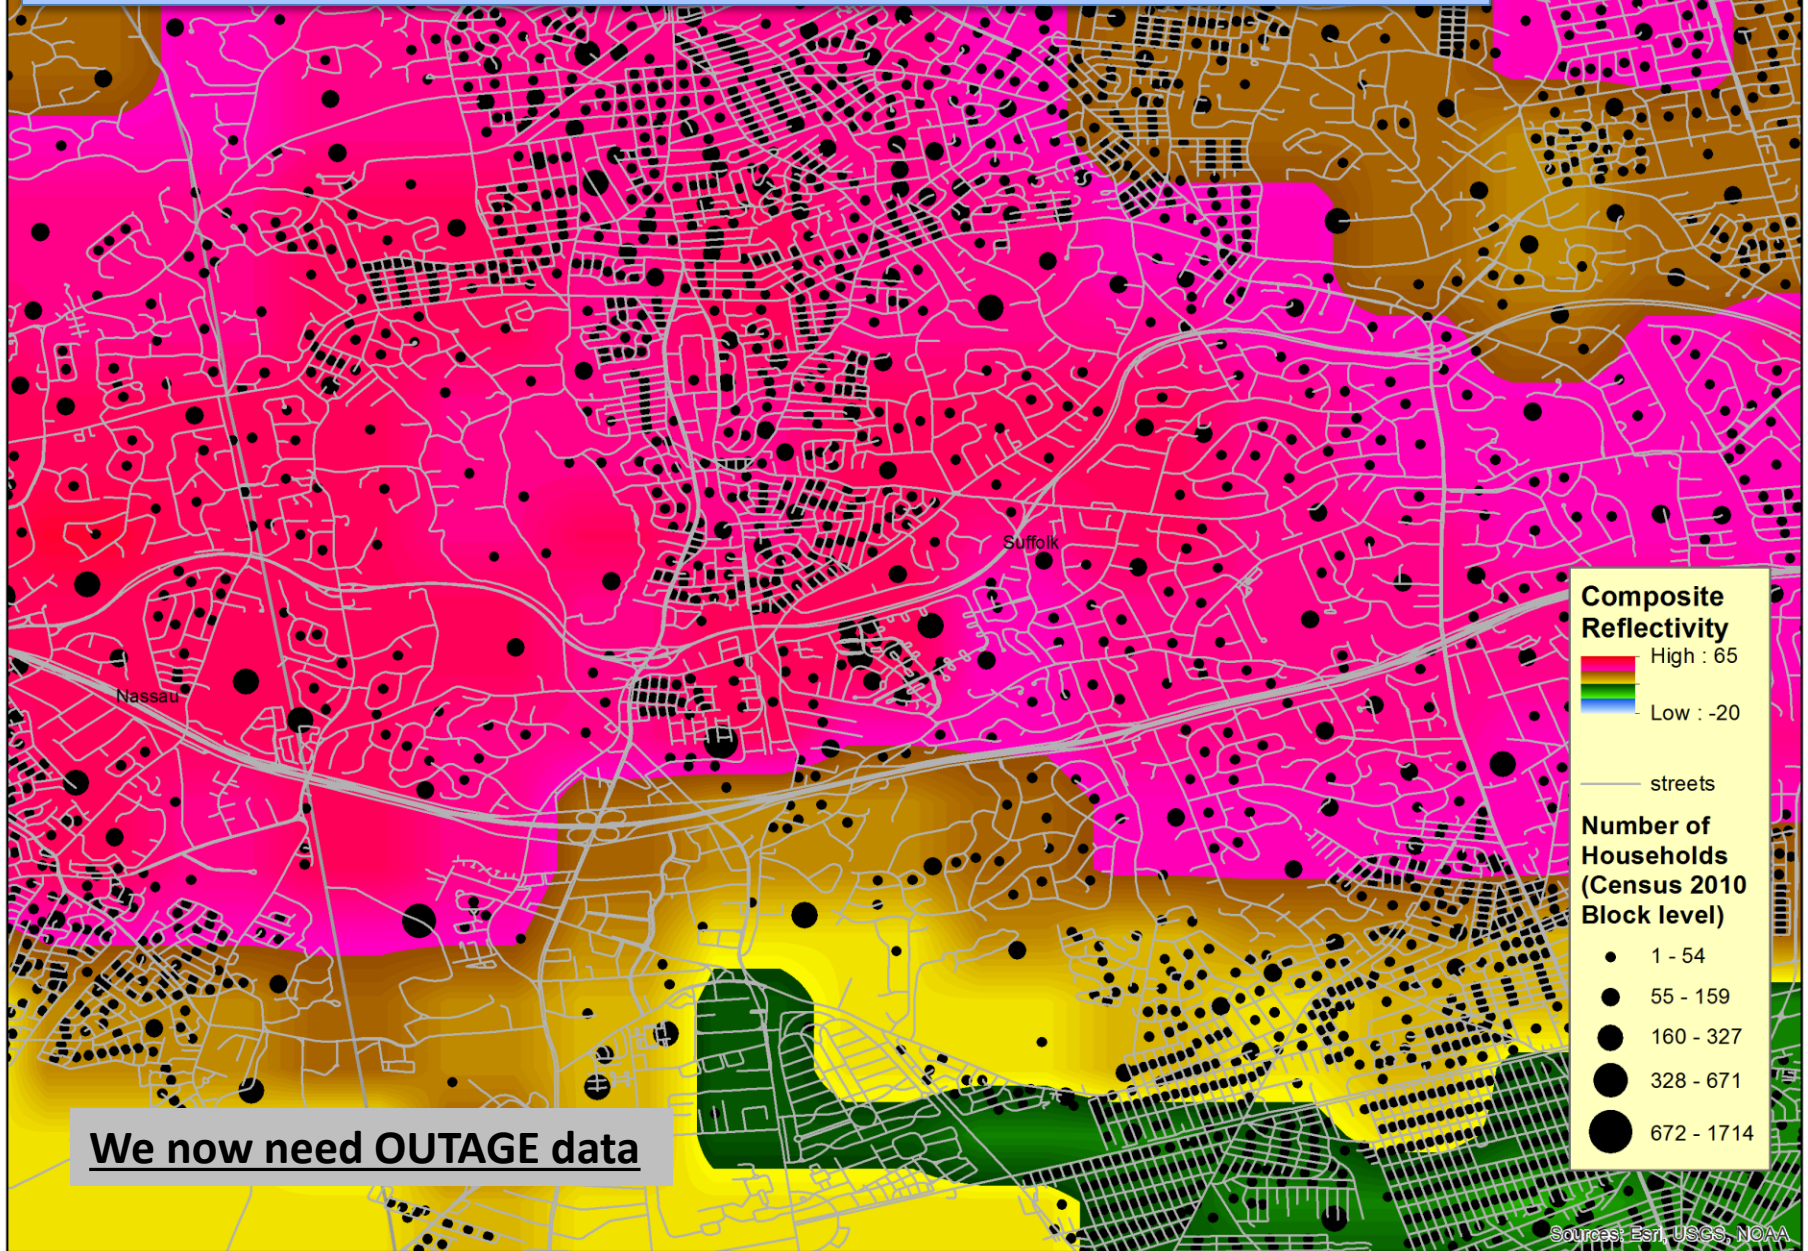 Suffolk
Nassau
Composite
Reflectivity
High : 65
Low : -20
streets
Number of
Households
(Census 2010
Block level)
1 - 54
55 - 159
160 - 327
328 - 671
672 - 1714
We now need OUTAGE data
Sources: Esri, USGS, NOAA